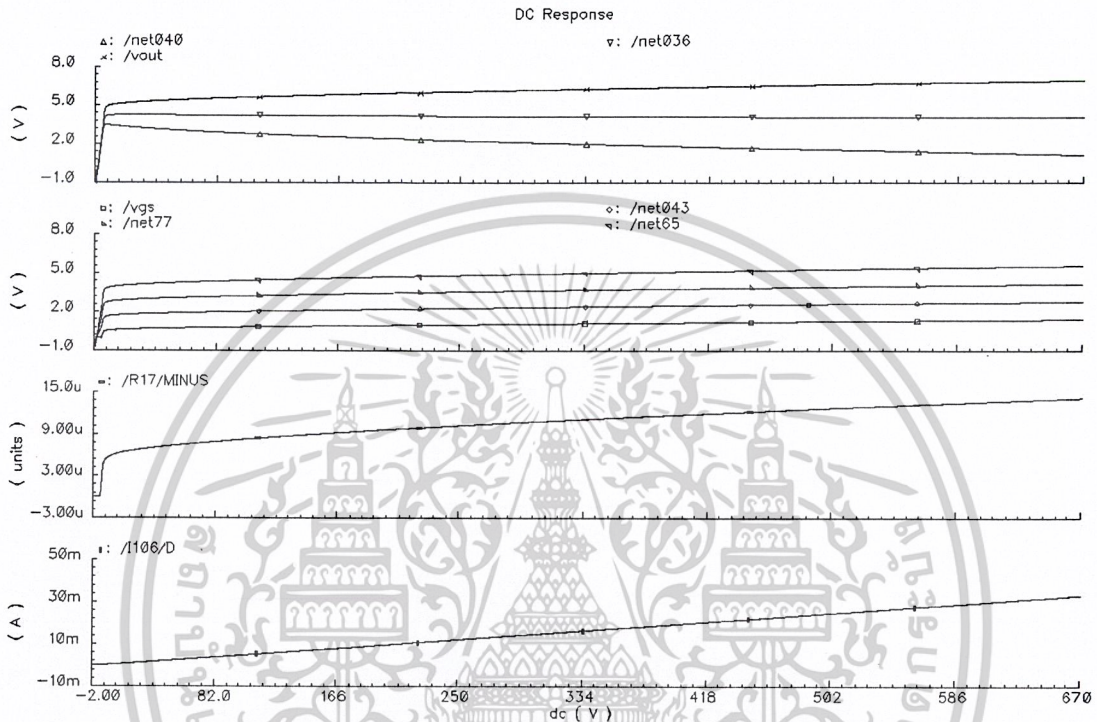 DC Response
△: /net040
▽: /net036
×: /vout
8.0
5.0
2.0
-1.0
( V )
□: /vgs
◇: /net043
/net77
/net65
8.0
5.0
2.0
-1.0
( V )
/R17/MINUS
15.0u
9.00u
3.00u
-3.00u
( units )
/I106/D
50m
30m
10m
-10m
( A )
-2.00 82.0 166 250 334 418 502 586 670
dc ( V )